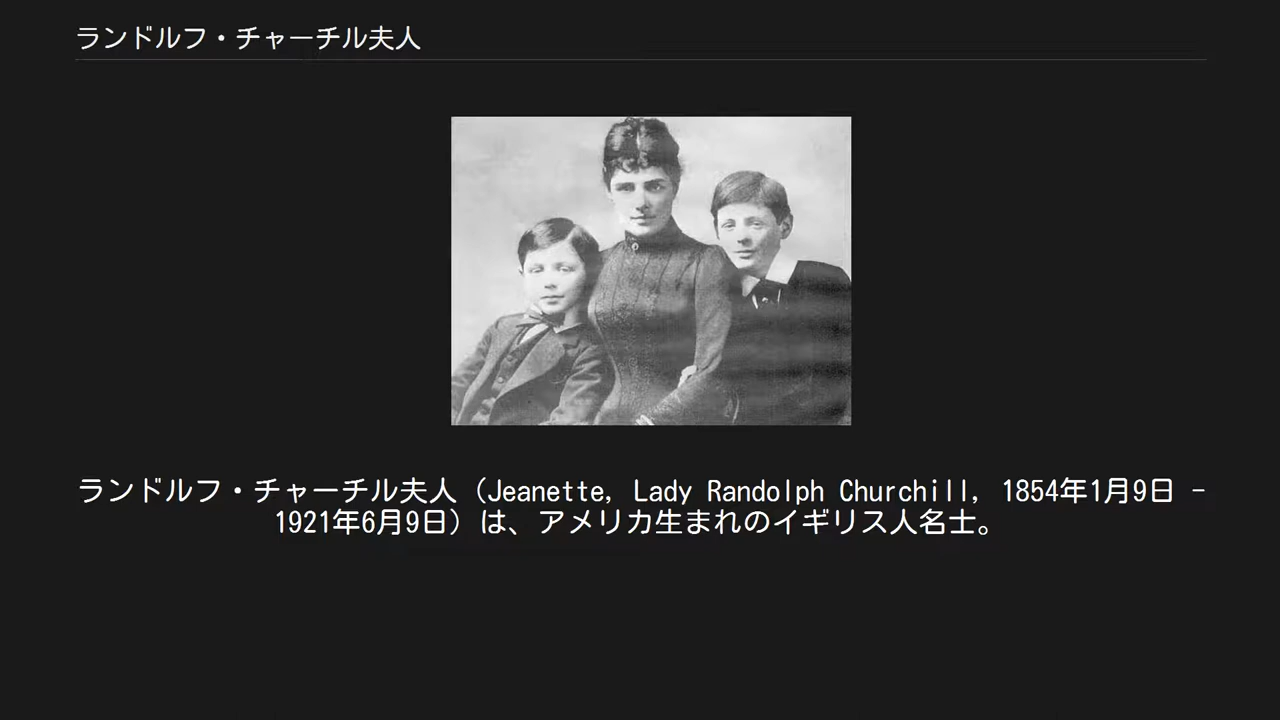 ランドルフ・チャーチル夫人
ランドルフ・チャーチル夫人（Jeanette, Lady Randolph Churchill, 1854年1月9日 -
1921年6月9日）は、アメリカ生まれのイギリス人名士。